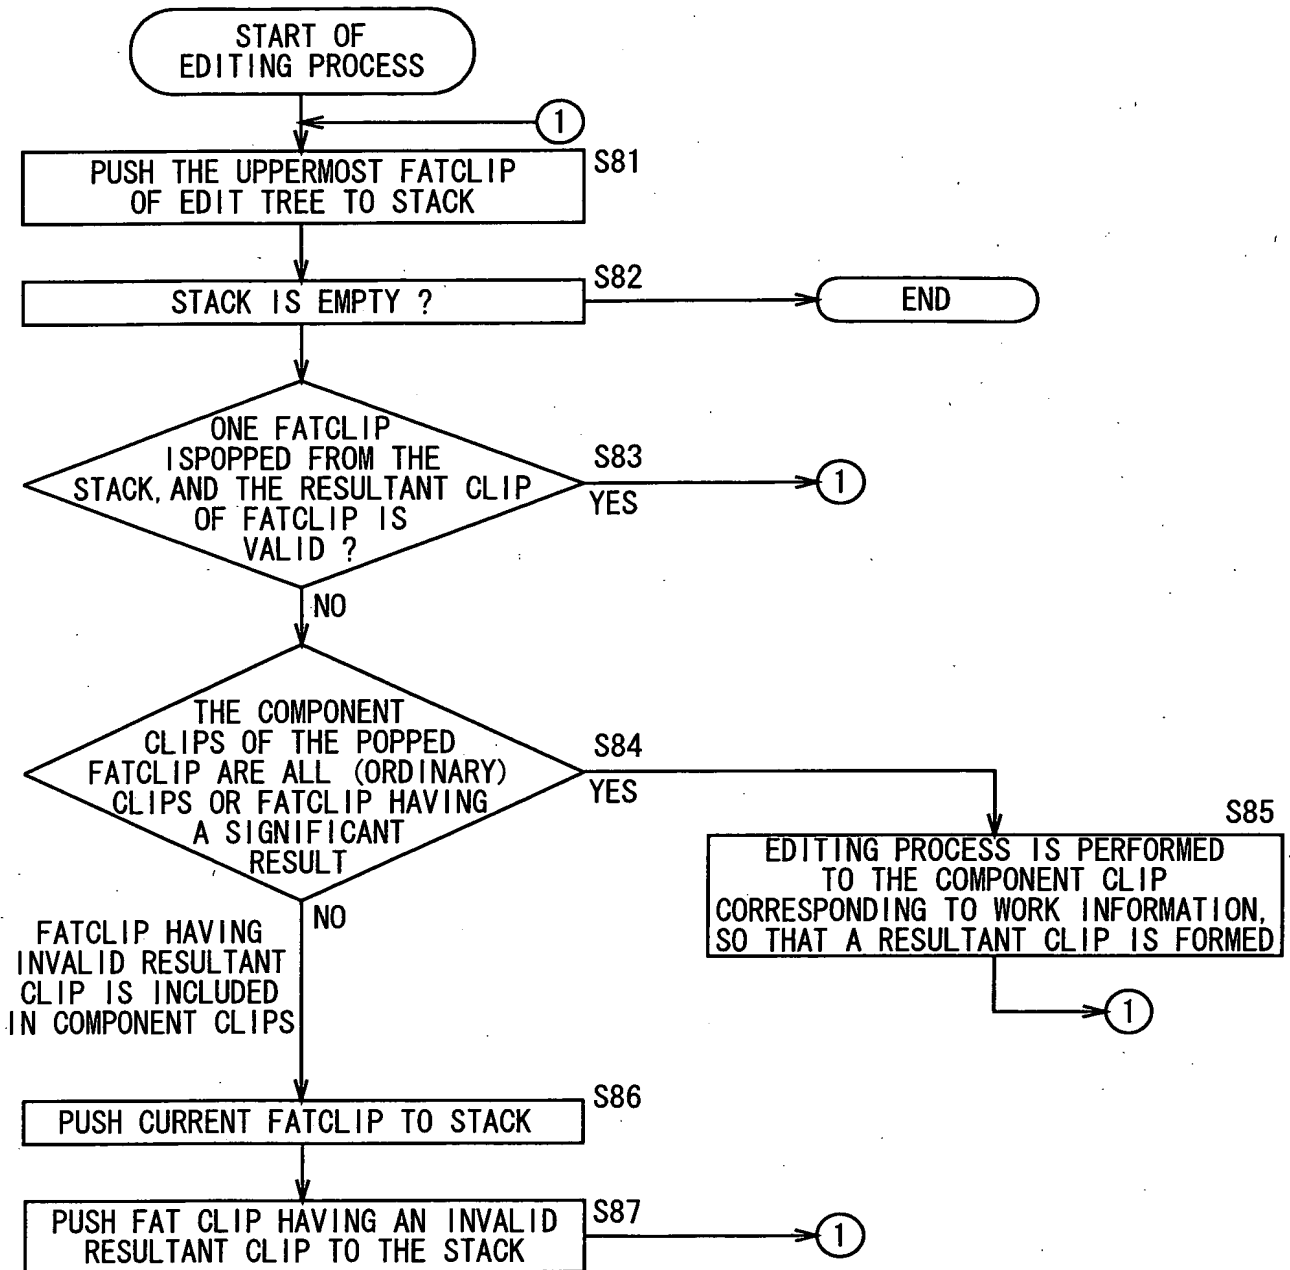 START OF
EDITING PROCESS
1
PUSH THE UPPERMOST FATCLIP
OF EDIT TREE TO STACK
S81
STACK IS EMPTY ?
S82
END
ONE FATCLIP
ISPOPPED FROM THE
STACK, AND THE RESULTANT CLIP
OF FATCLIP IS
VALID ?
S83
YES
1
NO
THE COMPONENT
CLIPS OF THE POPPED
FATCLIP ARE ALL (ORDINARY)
CLIPS OR FATCLIP HAVING
A SIGNIFICANT
RESULT
S84
YES
S85
EDITING PROCESS IS PERFORMED
TO THE COMPONENT CLIP
CORRESPONDING TO WORK INFORMATION,
SO THAT A RESULTANT CLIP IS FORMED
1
NO
FATCLIP HAVING
INVALID RESULTANT
CLIP IS INCLUDED
IN COMPONENT CLIPS
PUSH CURRENT FATCLIP TO STACK
S86
PUSH FAT CLIP HAVING AN INVALID
RESULTANT CLIP TO THE STACK
S87
1